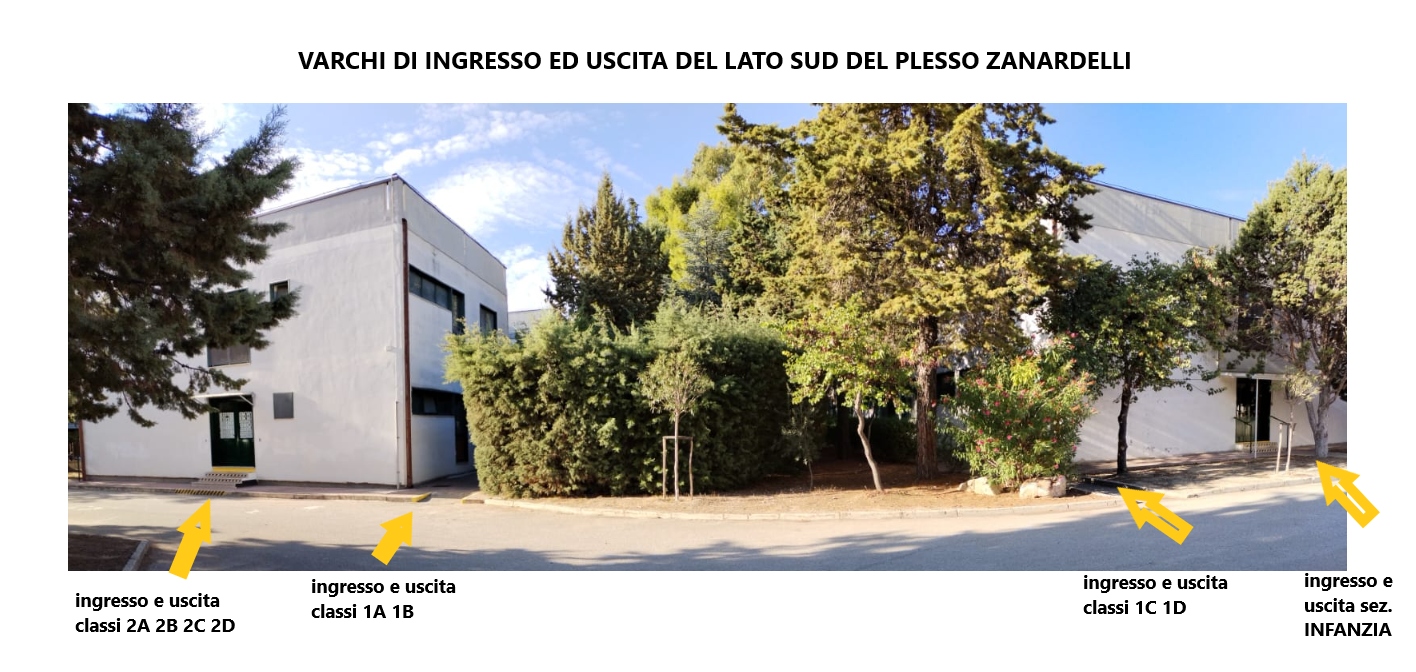 VARCHI DI INGRESSO ED USCITA DEL LATO SUD DEL PLESSO ZANARDELLI
ingresso e uscita
classi 2A 2B 2C 2D
ingresso e uscita
classi 1A 1B
ingresso e uscita
classi 1C 1D
ingresso e
uscita sez.
INFANZIA